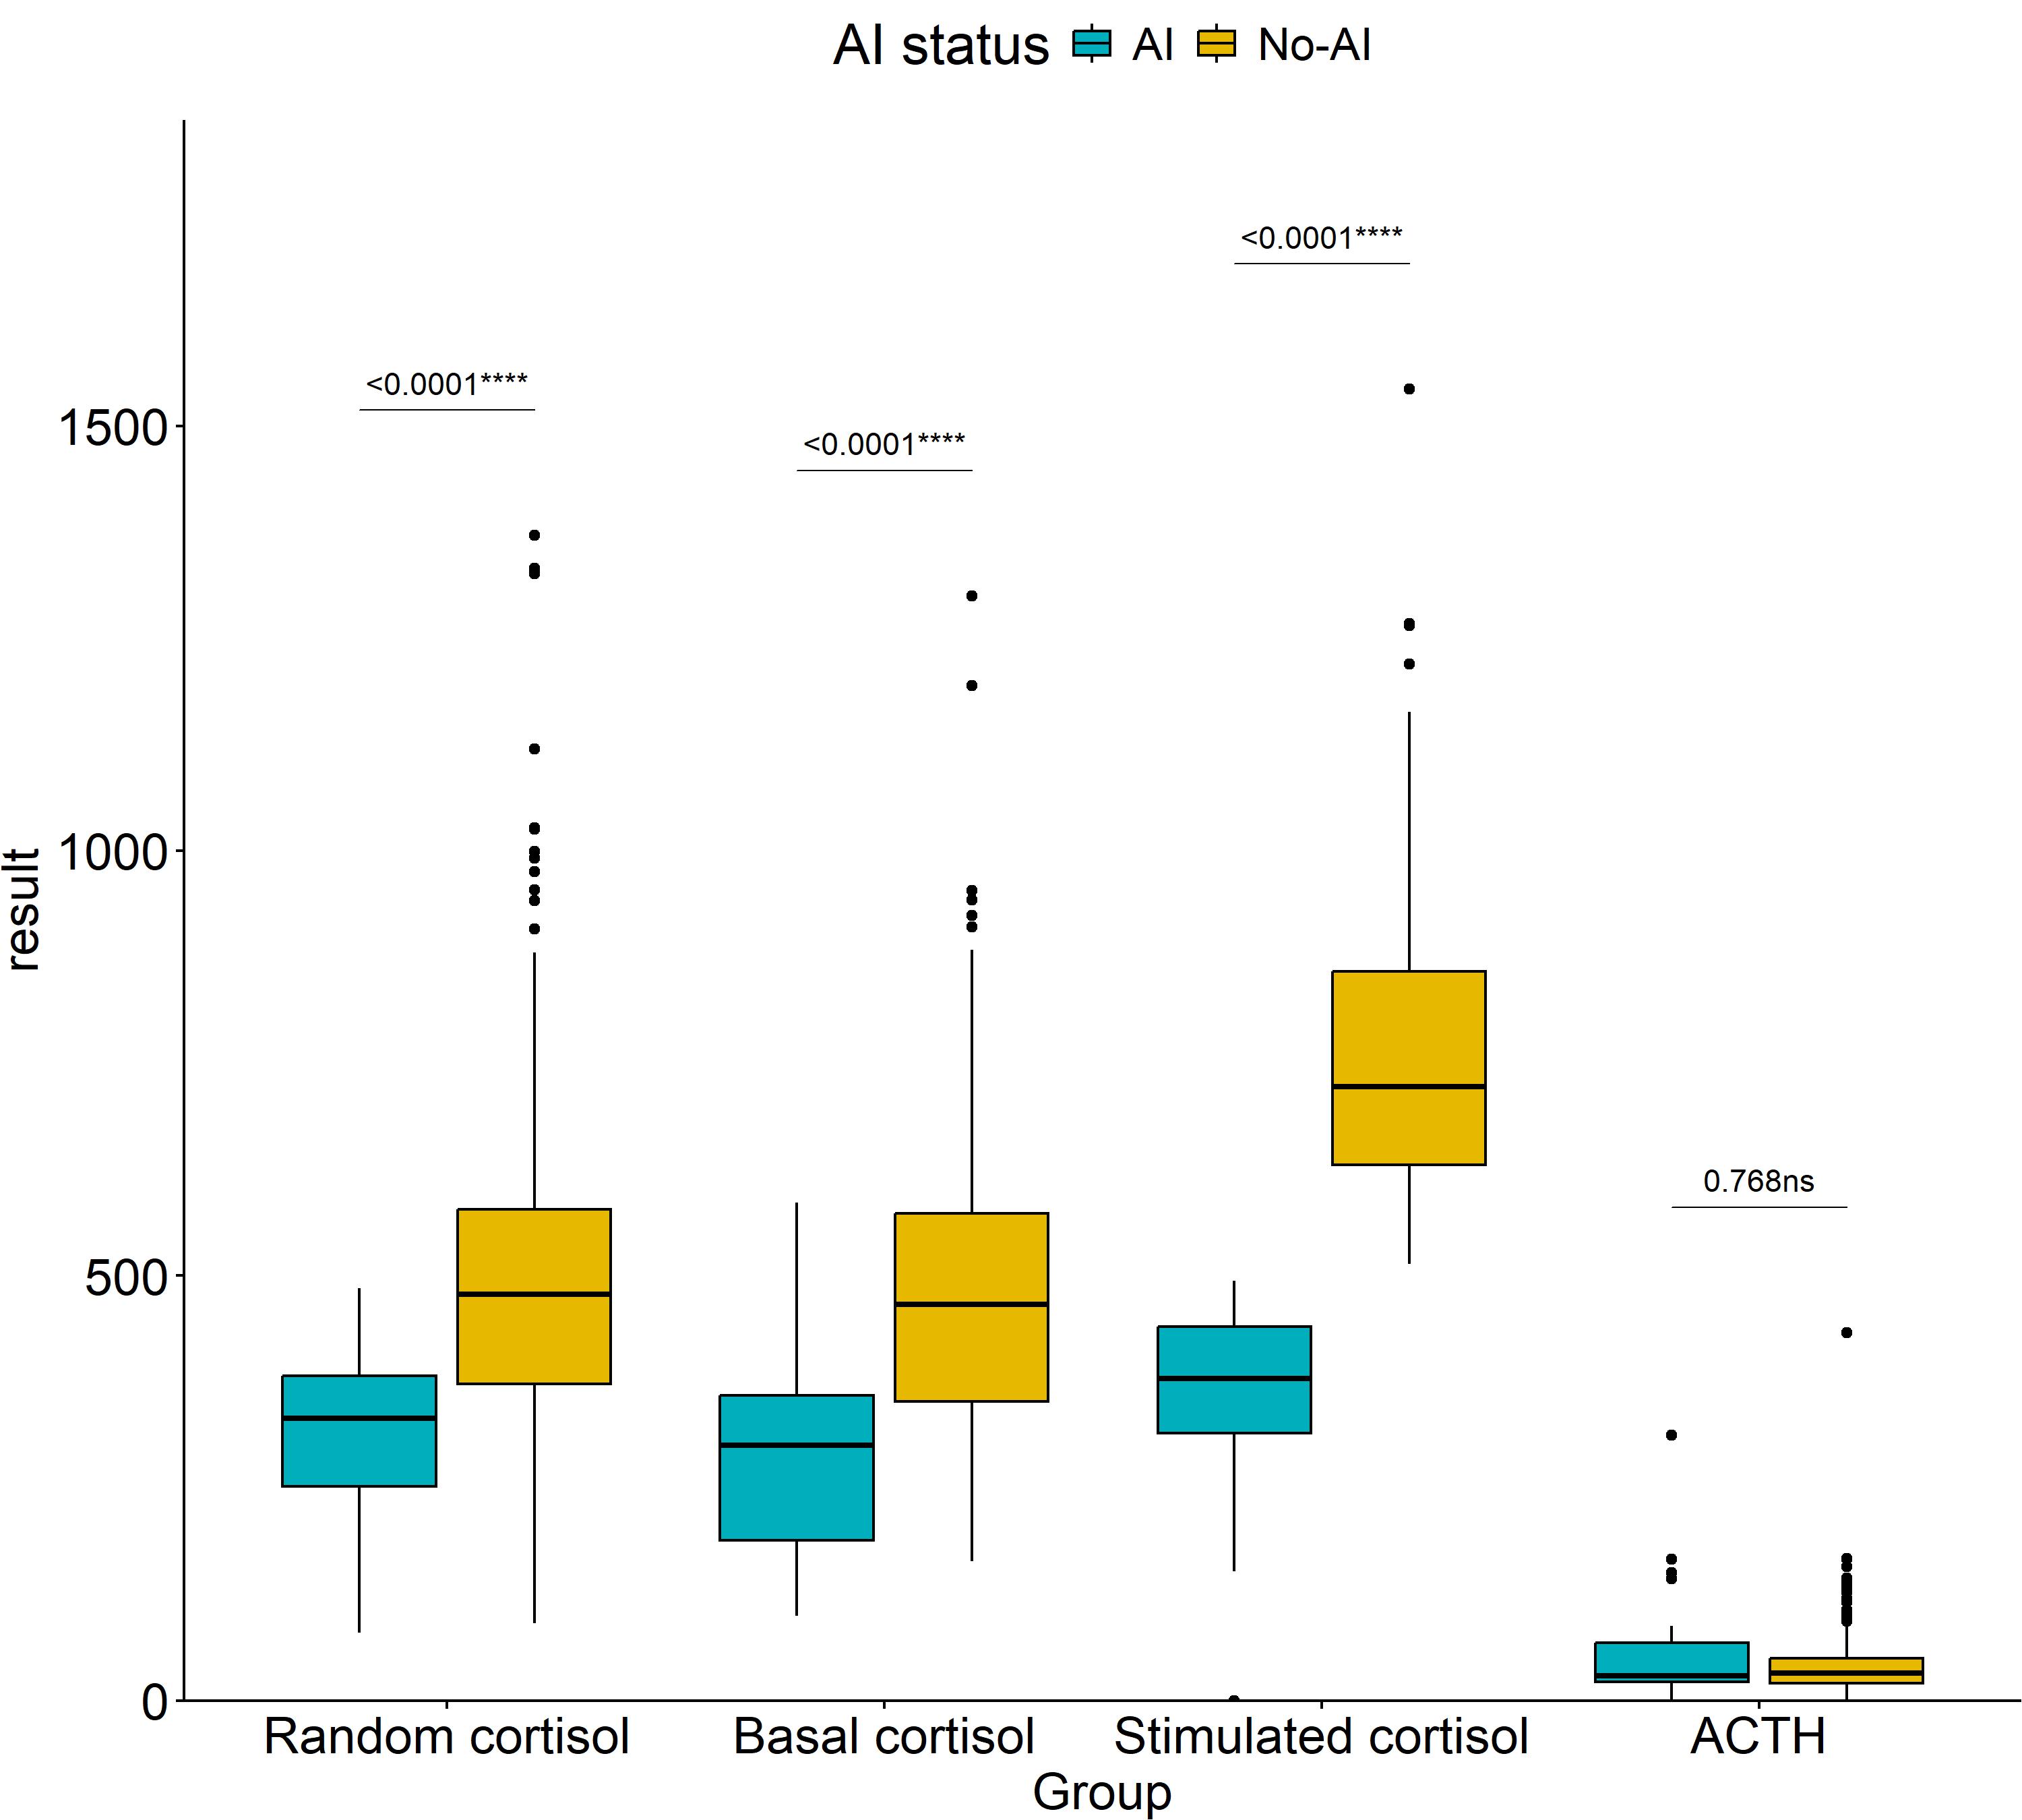 AI status AI No-AI
<0.0001****
<0.0001****
<0.0001****
0.768ns
1500
1000
500
0
result
Random cortisol Basal cortisol Stimulated cortisol ACTH
Group